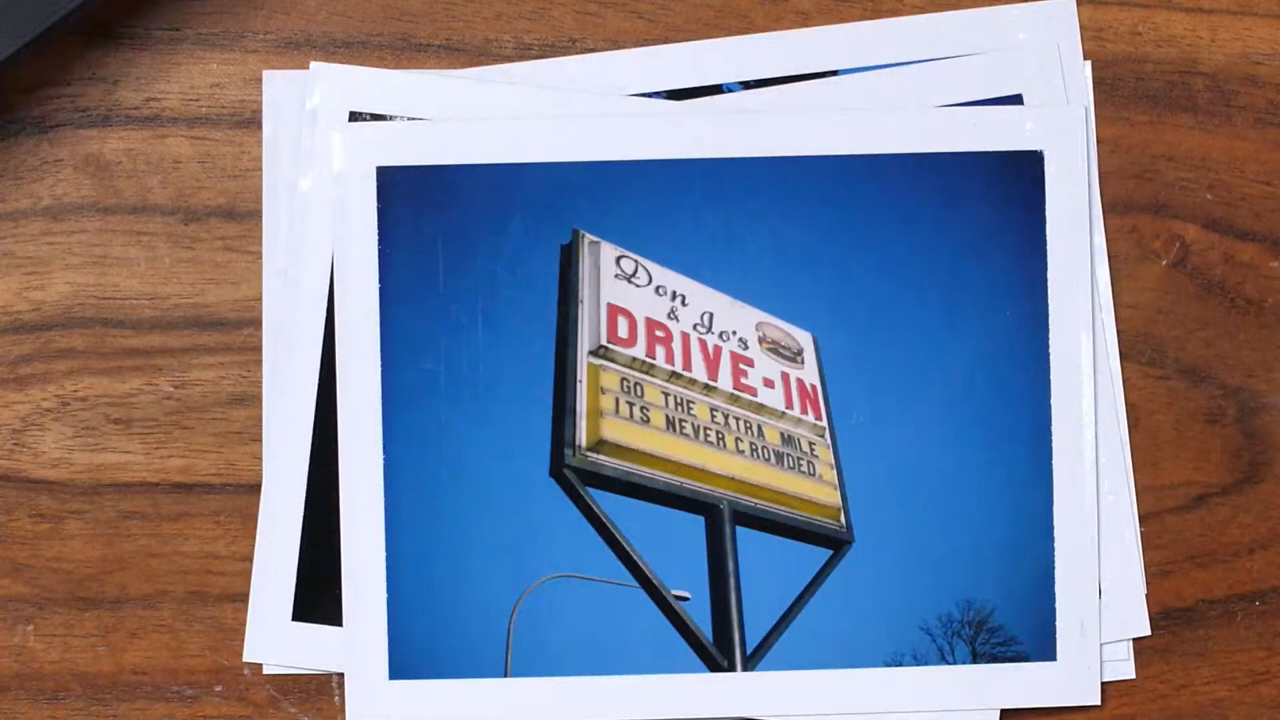 Don
& Jo's
DRIVE-IN
GO THE EXTRA MILE
ITS NEVER CROWDED.